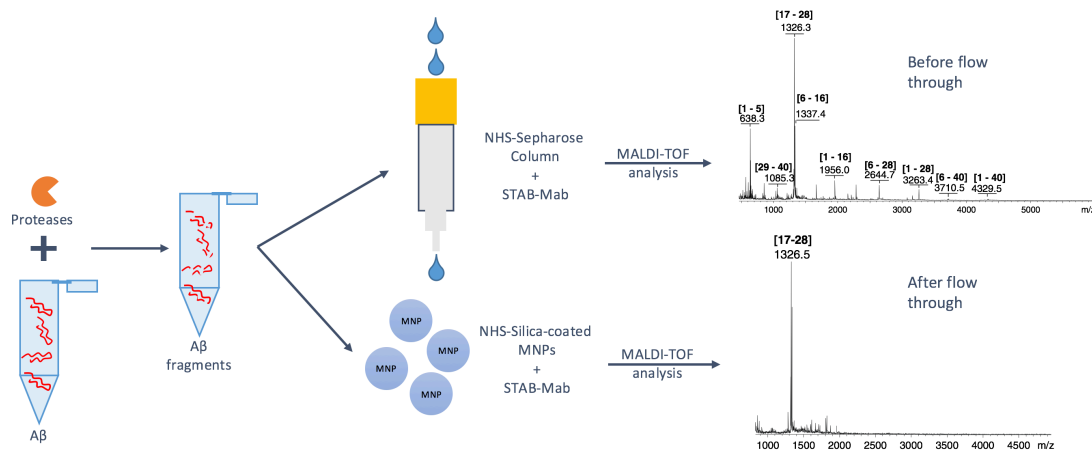 Proteases
Aβ
Aβ
fragments
MNP
MNP
MNP
MNP
NHS-Sepharose
Column
+
STAB-Mab
NHS-Silica-coated
MNPs
+
STAB-Mab
MALDI-TOF
analysis
MALDI-TOF
analysis
[17 - 28]
1326.3
[6 - 16]
1337.4
[1 - 5]
638.3
[29 - 40]
1085.3
[1 - 16]
1956.0
[6 - 28]
2644.7
[1 - 28]
3263.4
[6 - 40]
3710.5
[1 - 40]
4329.5
1000 2000 3000 4000 5000 m/z
Before flow
through
[17-28]
1326.5
1000 1500 2000 2500 3000 3500 4000 4500 m/z
After flow
through